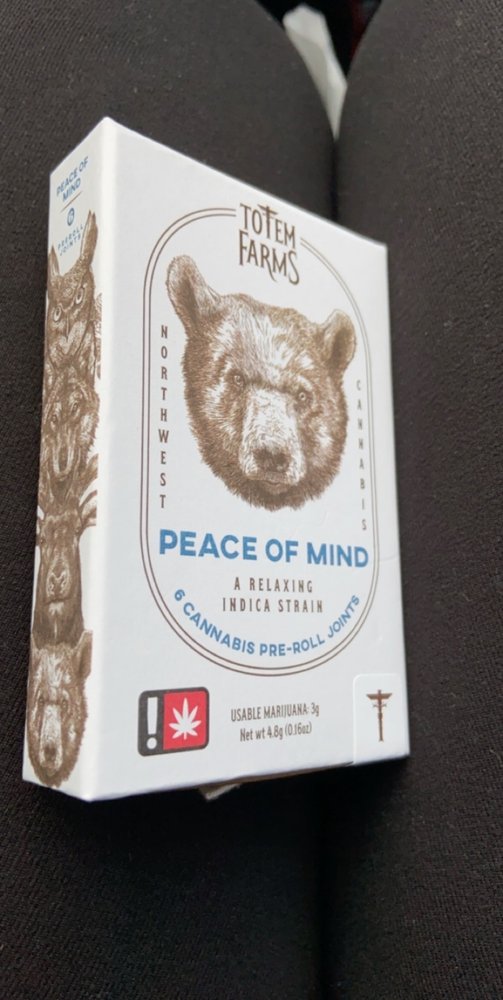 PEACE OF
MIND
6
PRE-ROLL
JOINTS
TOTEM
FARMS
NORTHWEST
CANNABIS
PEACE OF MIND
A RELAXING
INDICA STRAIN
6 CANNABIS PRE-ROLL JOINTS
!
USABLE MARIJUANA: 3g
Net wt 4.8g (0.16oz)